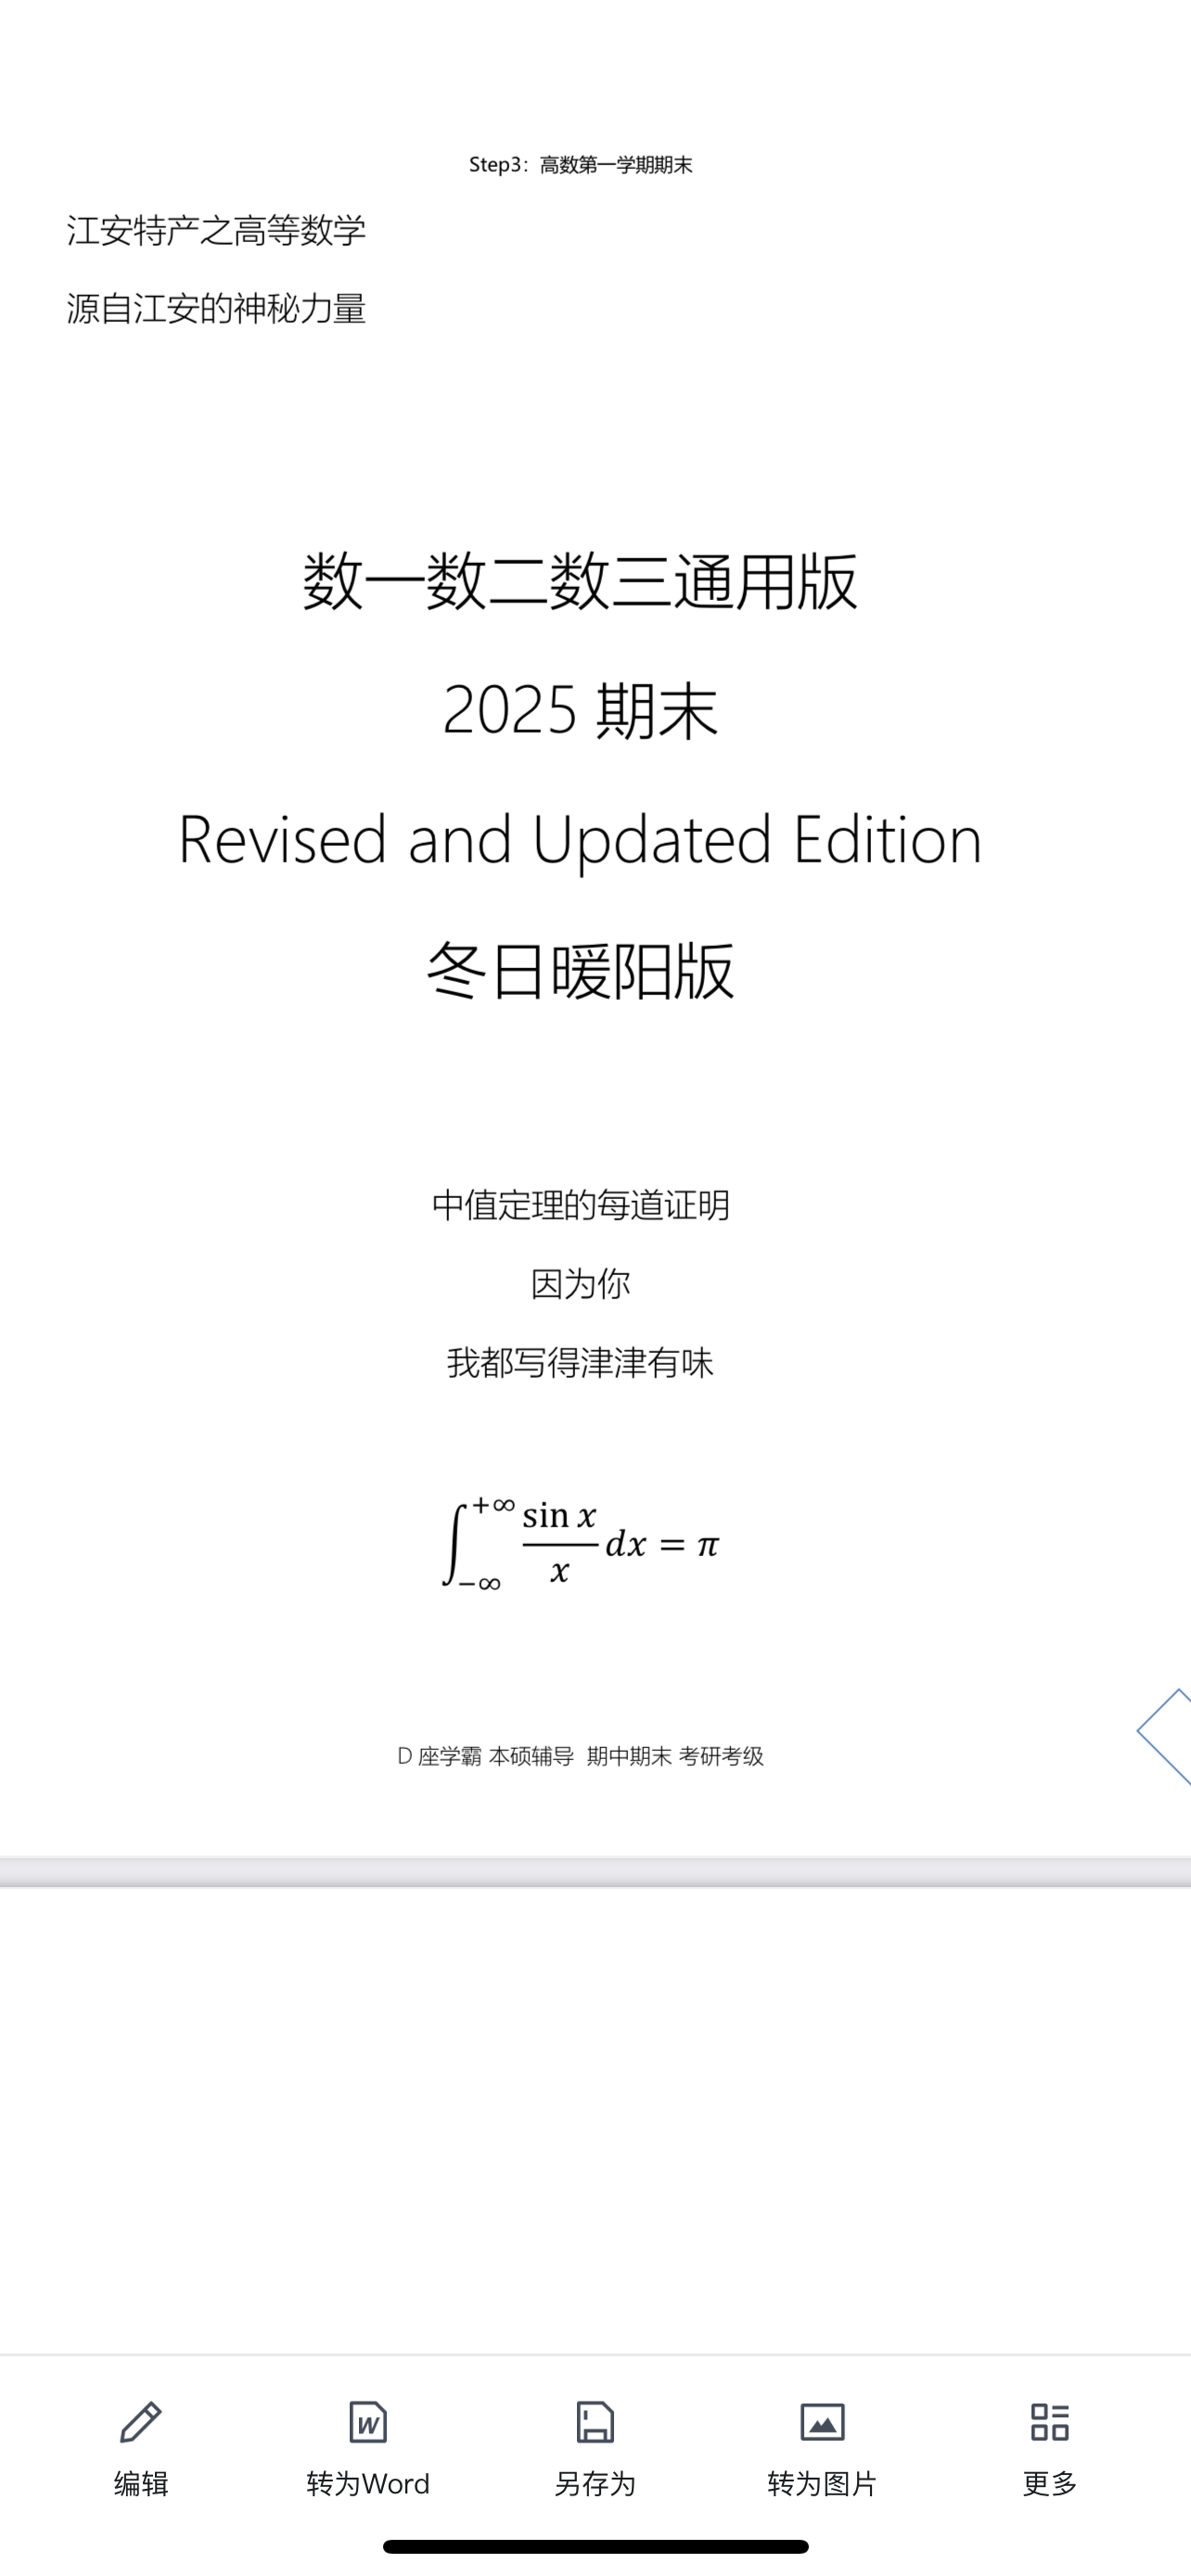 Step3：高数第一学期期末
江安特产之高等数学
源自江安的神秘力量
数一数二数三通用版
2025 期末
Revised and Updated Edition
冬日暖阳版
中值定理的每道证明
因为你
我都写得津津有味
∫_{-∞}^{+∞} sin x / x dx = π
D 座学霸 本硕辅导 期中期末 考研考级
编辑 转为Word 另存为 转为图片 更多